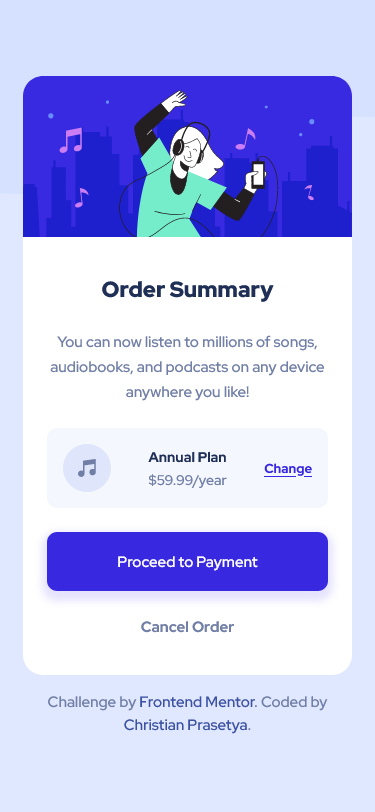 Order Summary
You can now listen to millions of songs,
audiobooks, and podcasts on any device
anywhere you like!
Annual Plan
$59.99/year
Change
Proceed to Payment
Cancel Order
Challenge by Frontend Mentor. Coded by
Christian Prasetya.